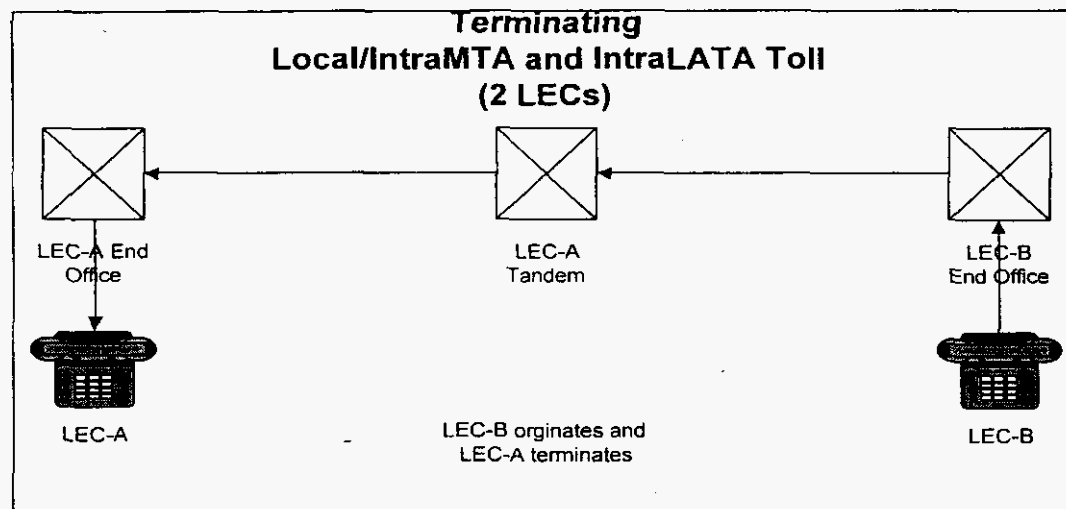 Terminating
Local/IntraMTA and IntraLATA Toll
(2 LECs)
LEC-A End
Office
LEC-A
Tandem
LEC-B
End Office
LEC-A
LEC-B orginates and
LEC-A terminates
LEC-B